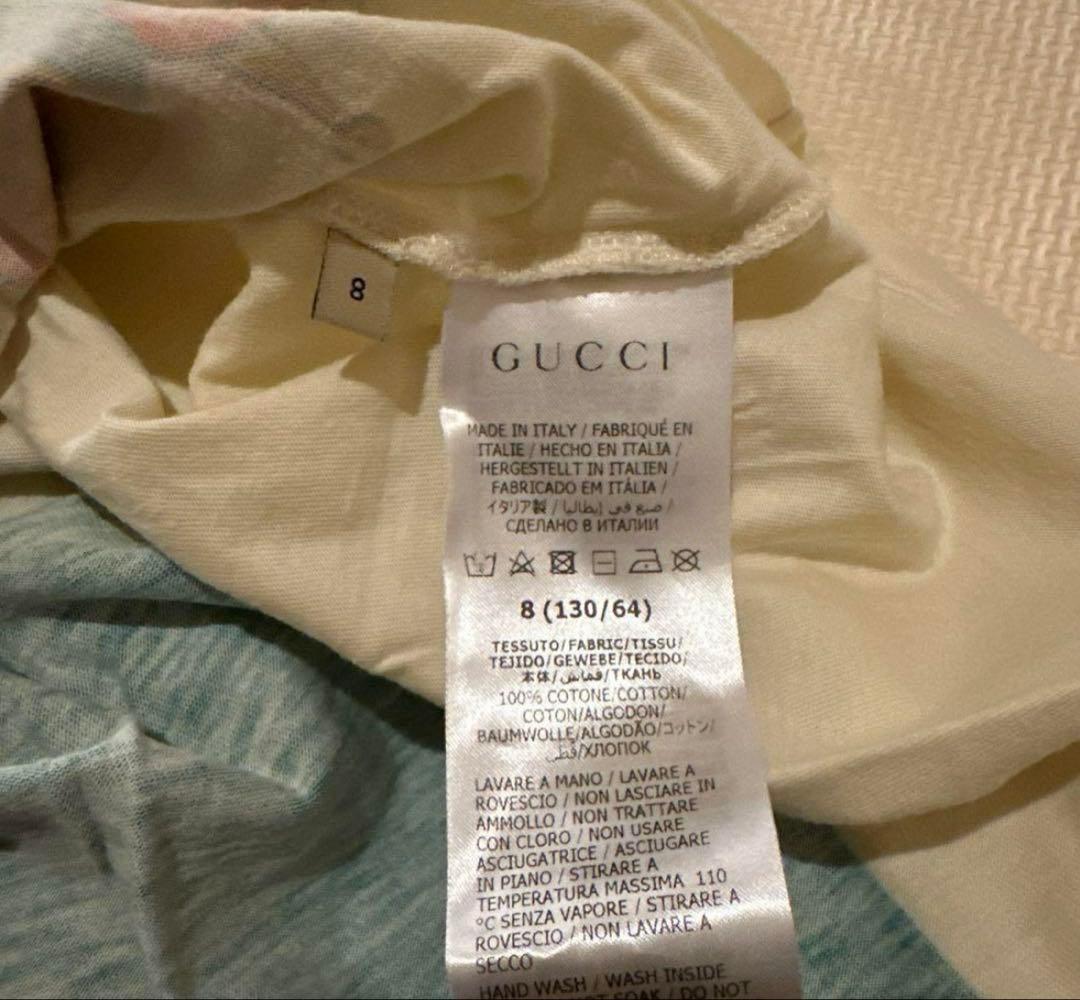 8
GUCCI
MADE IN ITALY / FABRIQUÉ EN
ITALIE / HECHO EN ITALIA /
HERGESTELLT IN ITALIEN /
FABRICADO EM ITÁLIA /
イタリア製 / صنع في إيطاليا /
СДЕЛАНО В ИТАЛИИ
8 (130/64)
TESSUTO/FABRIC/TISSU/
TEJIDO/GEWEBE/TECIDO/
本体/قماش/ТКАНЬ
100% COTONE/COTTON/
COTON/ALGODON/
BAUMWOLLE/ALGODÃO/コットン/
قطن/ХЛОПОК
LAVARE A MANO / LAVARE A
ROVESCIO / NON LASCIARE IN
AMMOLLO / NON TRATTARE
CON CLORO / NON USARE
ASCIUGATRICE / ASCIUGARE
IN PIANO / STIRARE A
TEMPERATURA MASSIMA 110
°C SENZA VAPORE / STIRARE A
ROVESCIO / NON LAVARE A
SECCO
HAND WASH / WASH INSIDE
SOAK / DO NOT